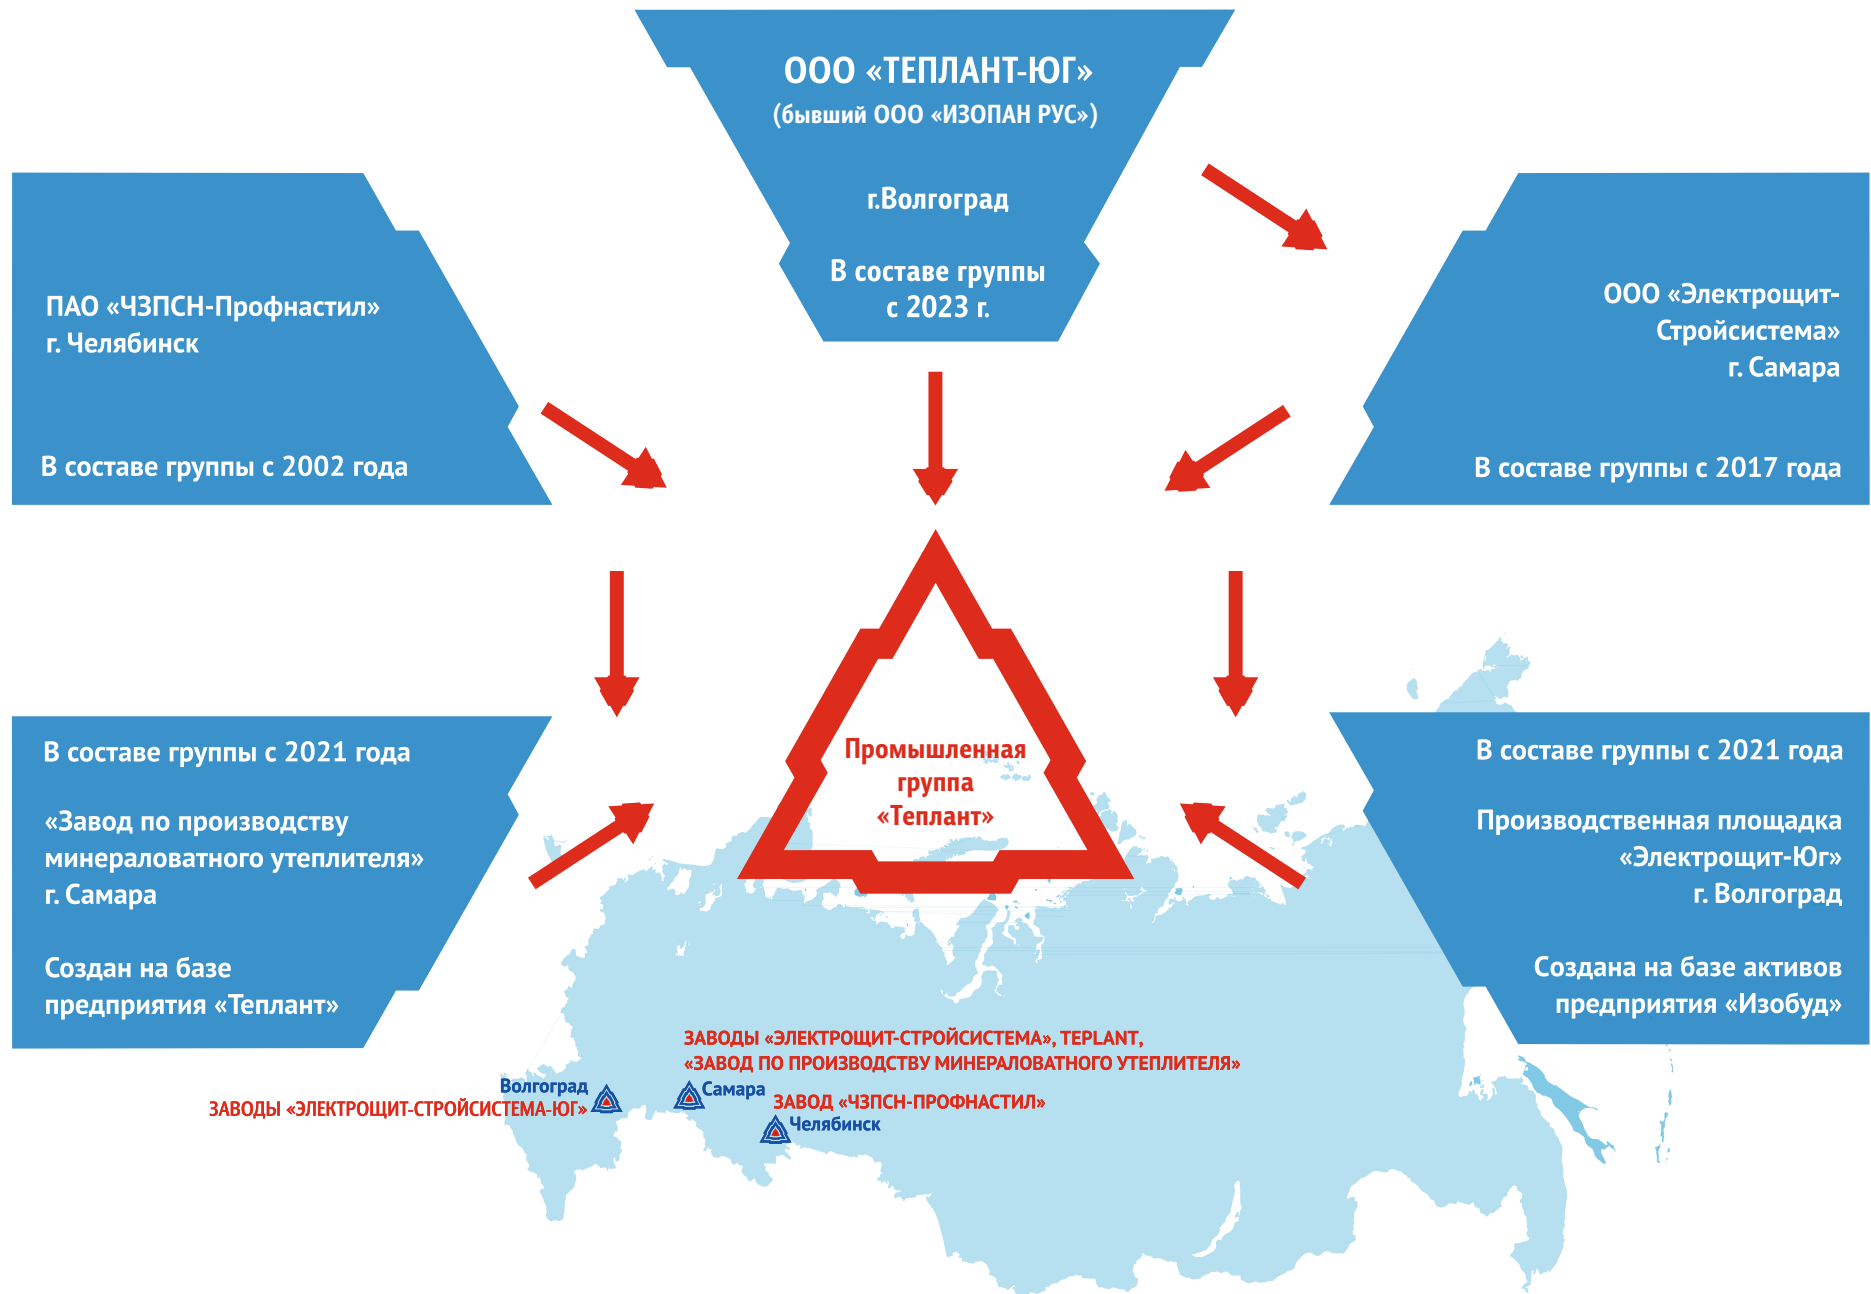 ООО «ТЕПЛАНТ-ЮГ»
(бывший ООО «ИЗОПАН РУС»)
г.Волгоград
В составе группы
с 2023 г.
ПАО «ЧЗПСН-Профнастил»
г. Челябинск
В составе группы с 2002 года
ООО «Электрощит-
Стройсистема»
г. Самара
В составе группы с 2017 года
Промышленная
группа
«Теплант»
В составе группы с 2021 года
«Завод по производству
минераловатного утеплителя»
г. Самара
Создан на базе
предприятия «Теплант»
В составе группы с 2021 года
Производственная площадка
«Электрощит-Юг»
г. Волгоград
Создана на базе активов
предприятия «Изобуд»
ЗАВОДЫ «ЭЛЕКТРОЩИТ-СТРОЙСИСТЕМА», TEPLANT,
«ЗАВОД ПО ПРОИЗВОДСТВУ МИНЕРАЛОВАТНОГО УТЕПЛИТЕЛЯ»
Волгоград
Самара
ЗАВОДЫ «ЭЛЕКТРОЩИТ-СТРОЙСИСТЕМА-ЮГ»
ЗАВОД «ЧЗПСН-ПРОФНАСТИЛ»
Челябинск